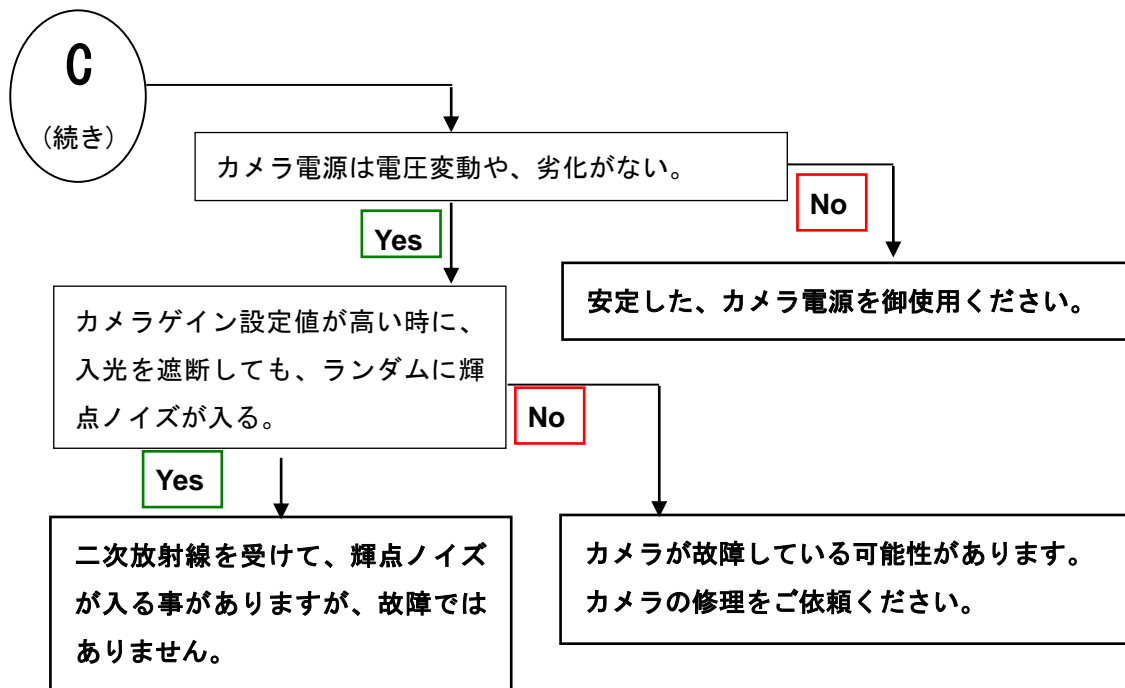 C
(続き)
カメラ電源は電圧変動や、劣化がない。
No
Yes
安定した、カメラ電源を御使用ください。
カメラゲイン設定値が高い時に、
入光を遮断しても、ランダムに輝
点ノイズが入る。
No
Yes
二次放射線を受けて、輝点ノイズ
が入る事がありますが、故障では
ありません。
カメラが故障している可能性があります。
カメラの修理をご依頼ください。